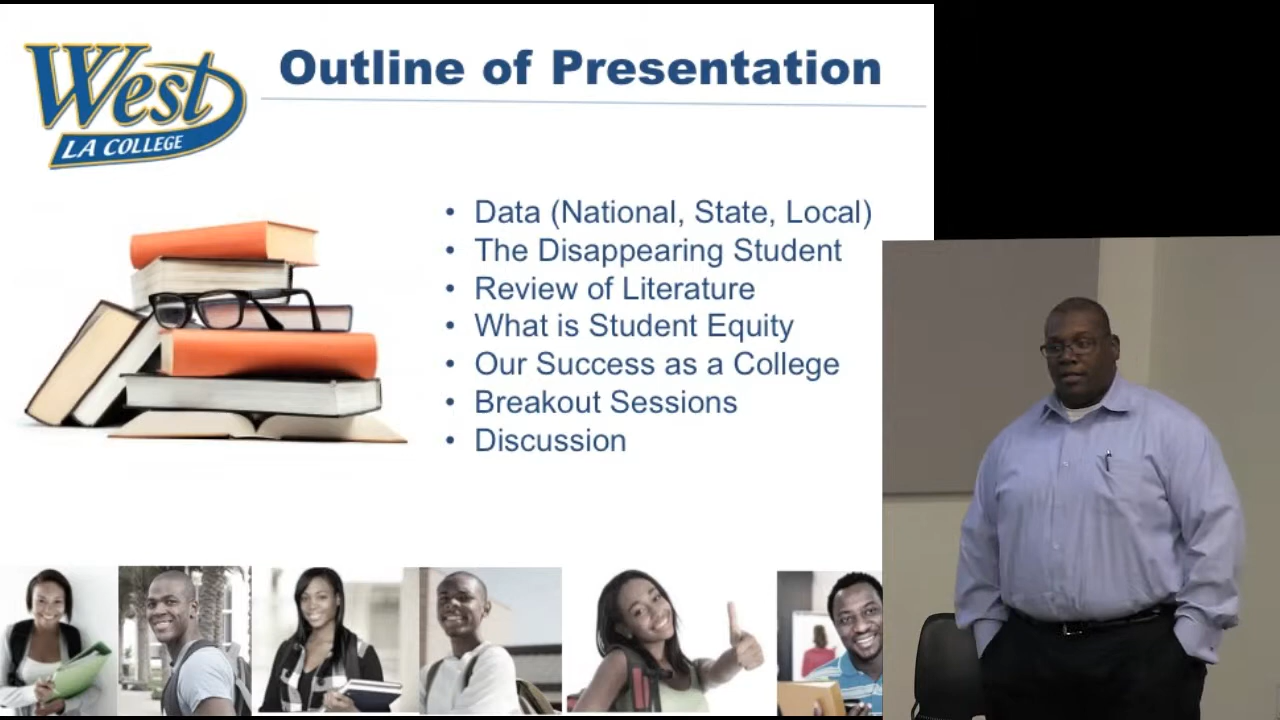 West
LA COLLEGE
Outline of Presentation
• Data (National, State, Local)
• The Disappearing Student
• Review of Literature
• What is Student Equity
• Our Success as a College
• Breakout Sessions
• Discussion